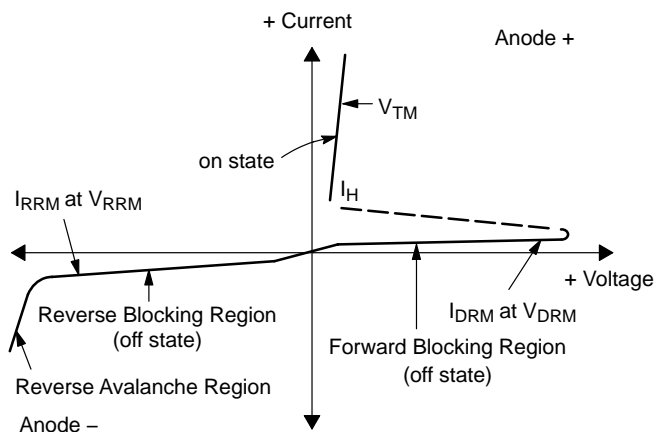 + Current
Anode +
V_TM
on state
I_H
I_RRM at V_RRM
+ Voltage
Reverse Blocking Region
(off state)
I_DRM at V_DRM
Forward Blocking Region
(off state)
Reverse Avalanche Region
Anode –